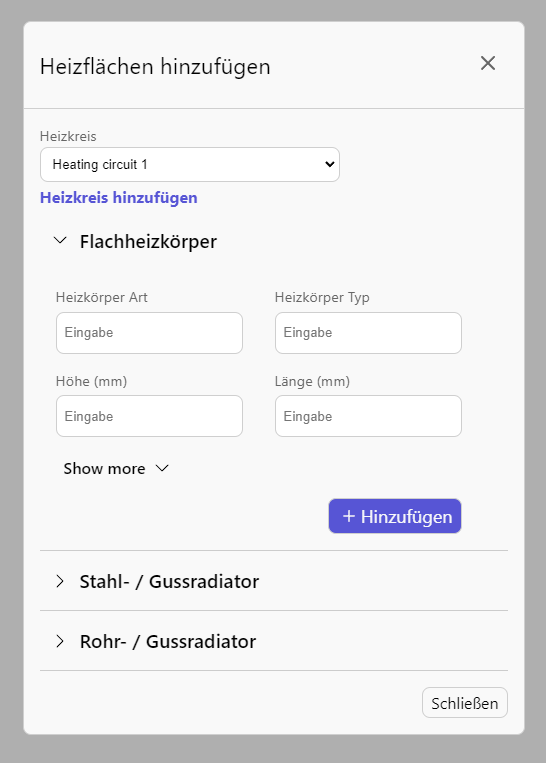 Heizflächen hinzufügen
Heizkreis
Heating circuit 1
Heizkreis hinzufügen
Flachheizkörper
Heizkörper Art Heizkörper Typ
Eingabe Eingabe
Höhe (mm) Länge (mm)
Eingabe Eingabe
Show more
+ Hinzufügen
Stahl- / Gussradiator
Rohr- / Gussradiator
Schließen